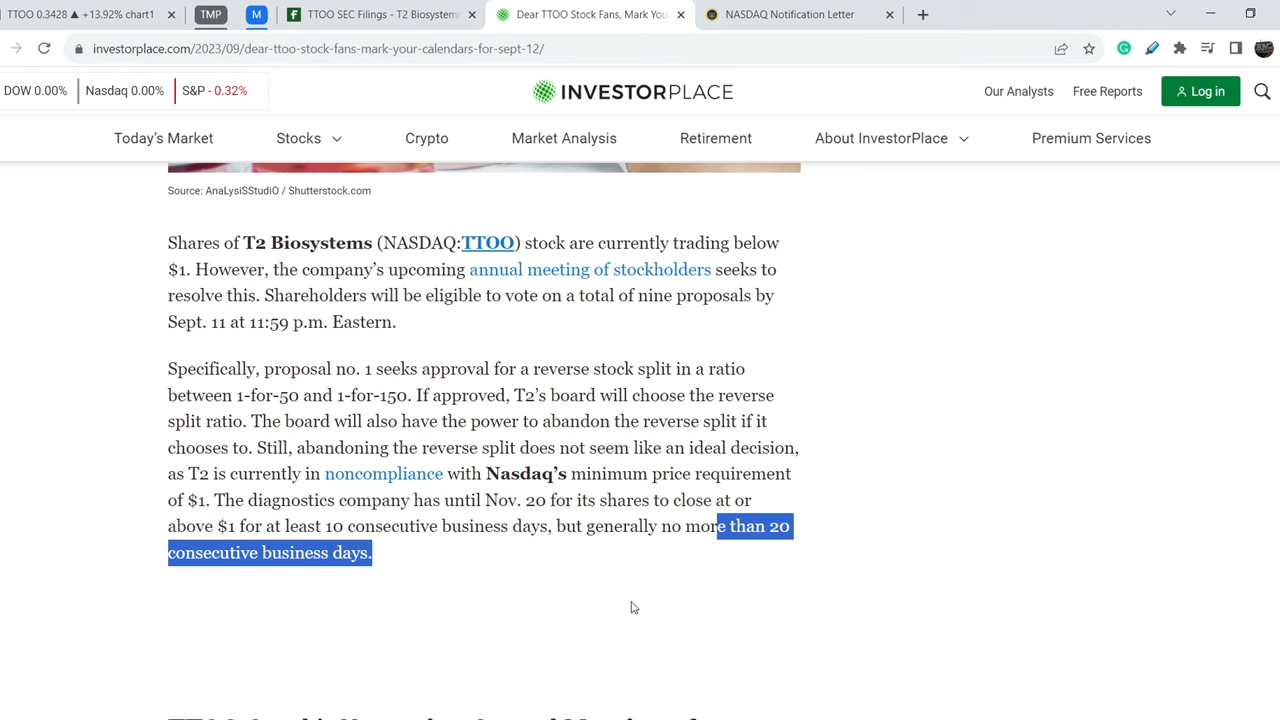 TTOO 0.3428 ▲ +13.92% chart1
TMP
M
TTOO SEC Filings - T2 Biosystems
Dear TTOO Stock Fans, Mark You
NASDAQ Notification Letter
investorplace.com/2023/09/dear-ttoo-stock-fans-mark-your-calendars-for-sept-12/
DOW 0.00% Nasdaq 0.00% S&P - 0.32%
INVESTORPLACE
Our Analysts Free Reports Log in
Today's Market Stocks Crypto Market Analysis Retirement About InvestorPlace Premium Services
Source: AnaLysiSStudiO / Shutterstock.com
Shares of T2 Biosystems (NASDAQ:TTOO) stock are currently trading below
$1. However, the company's upcoming annual meeting of stockholders seeks to
resolve this. Shareholders will be eligible to vote on a total of nine proposals by
Sept. 11 at 11:59 p.m. Eastern.
Specifically, proposal no. 1 seeks approval for a reverse stock split in a ratio
between 1-for-50 and 1-for-150. If approved, T2's board will choose the reverse
split ratio. The board will also have the power to abandon the reverse split if it
chooses to. Still, abandoning the reverse split does not seem like an ideal decision,
as T2 is currently in noncompliance with Nasdaq's minimum price requirement
of $1. The diagnostics company has until Nov. 20 for its shares to close at or
above $1 for at least 10 consecutive business days, but generally no more than 20
consecutive business days.